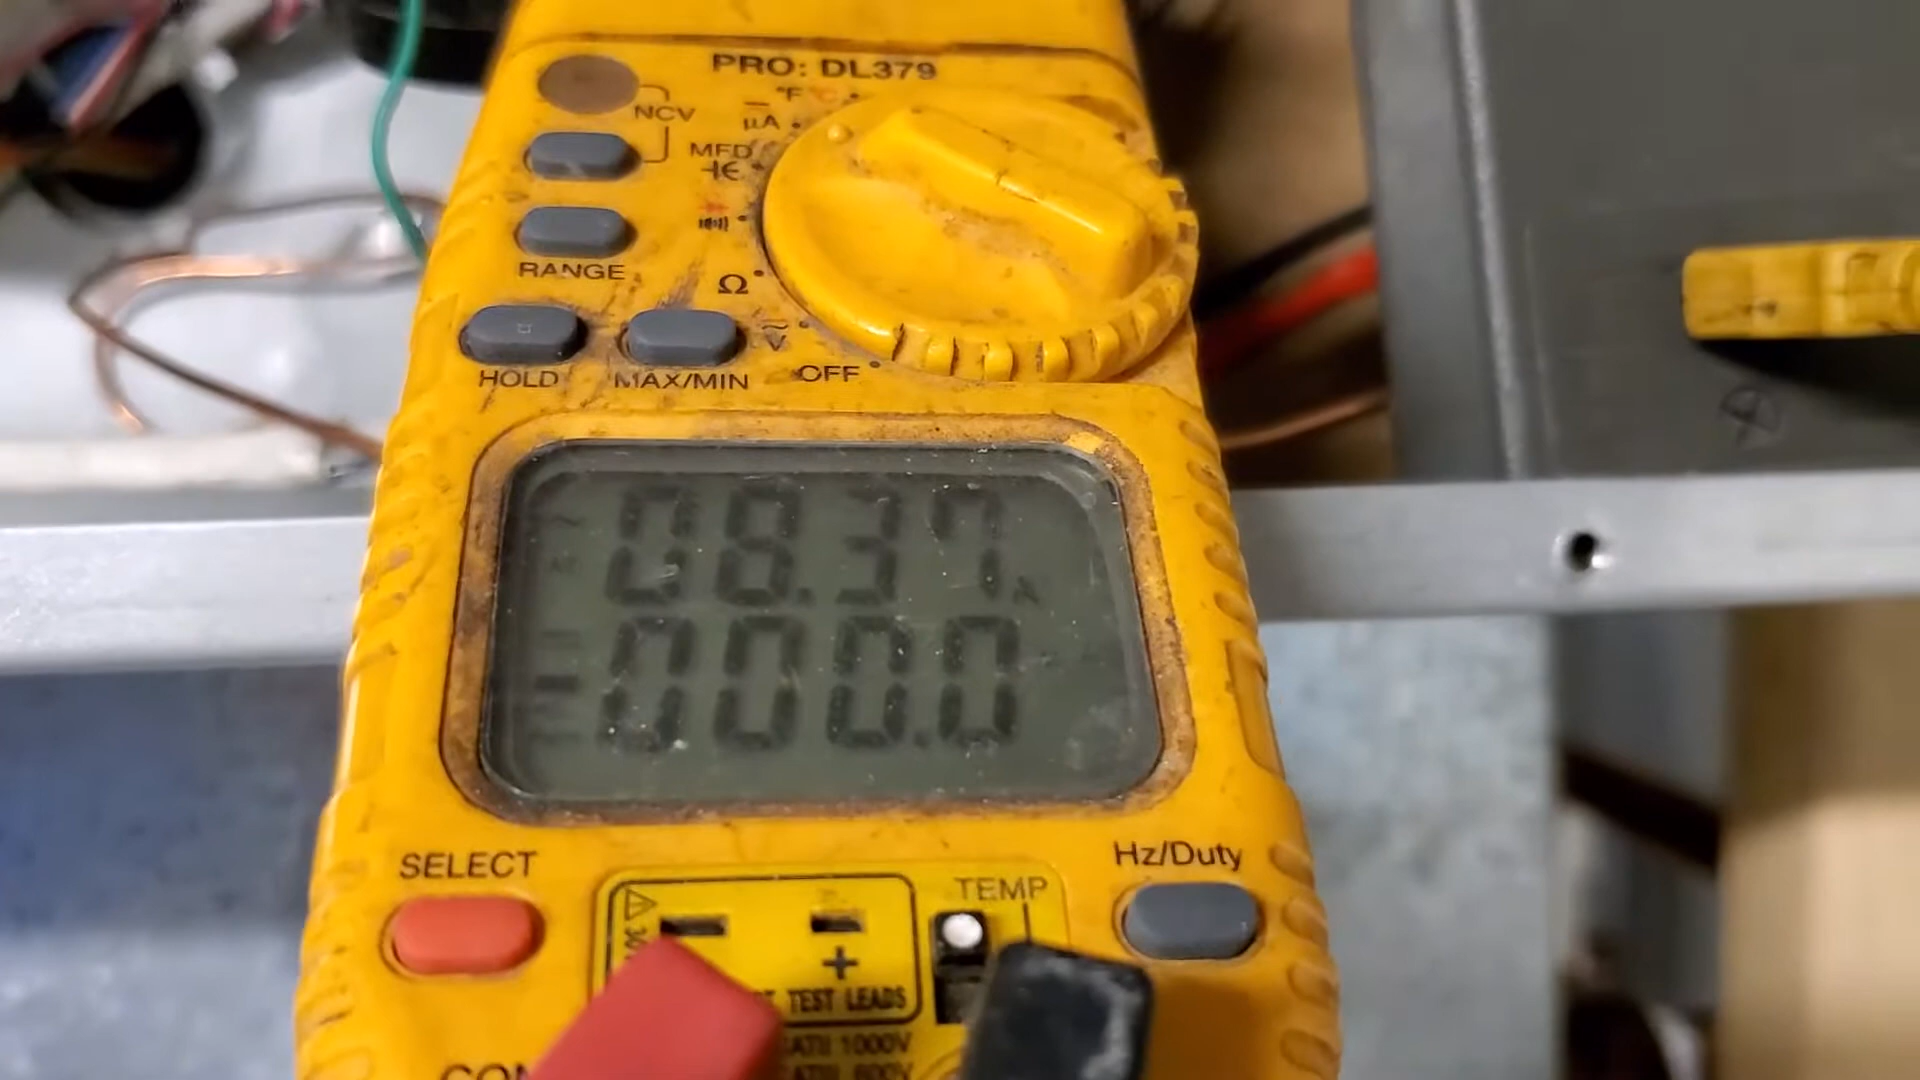 PRO: DL379
NCV
°F °C
μA
MFD
RANGE
Ω
V
HOLD
MAX/MIN
OFF
08.37 A
000.0
SELECT
Hz/Duty
TEMP
+
TEST LEADS
1000V
600V